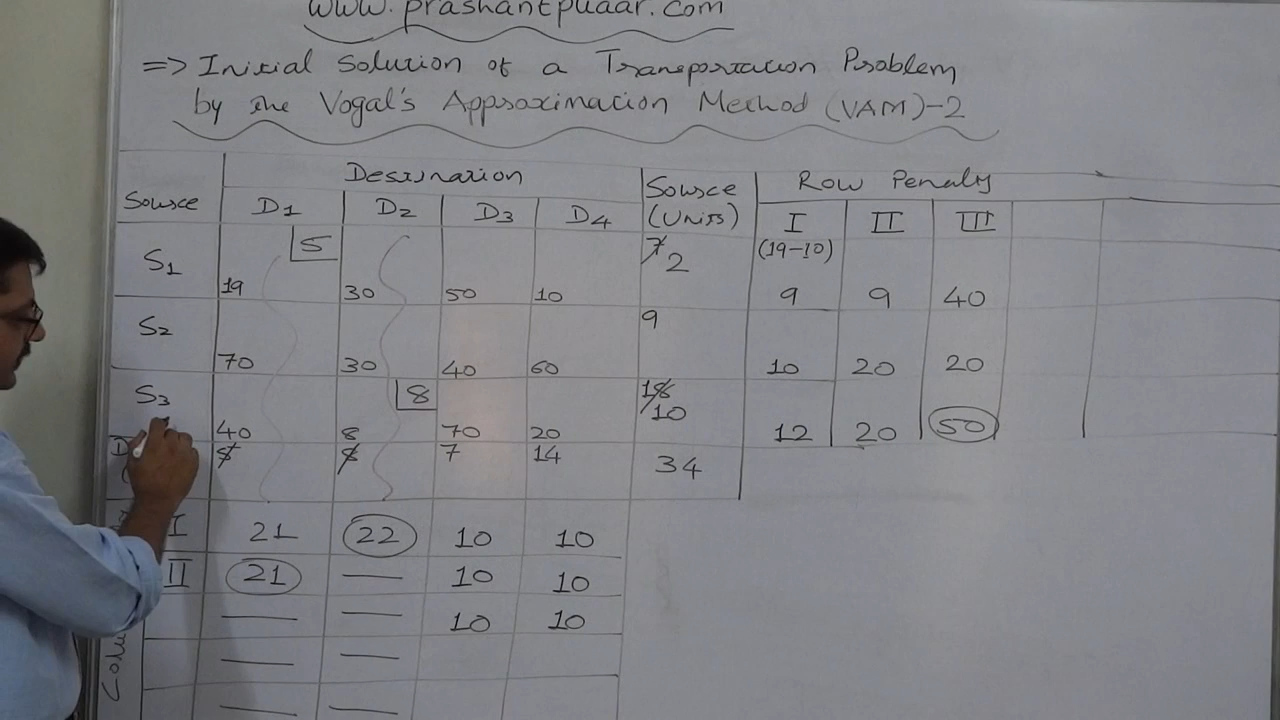 www.prashantpuaar.com
=> Initial Solution of a Transportation Problem
by the Vogal's Approximation Method (VAM)-2
Source Destination Source (Units) Row Penalty
D1 D2 D3 D4 I II III
S1 5 7 2 (19-10)
19 30 50 10 9 9 40
S2 9
70 30 40 60 10 20 20
S3 8 18 10
40 8 70 20 12 20 50
D 5 8 7 14 34
I 21 22 10 10
II 21 — 10 10
— — 10 10
— —
— —